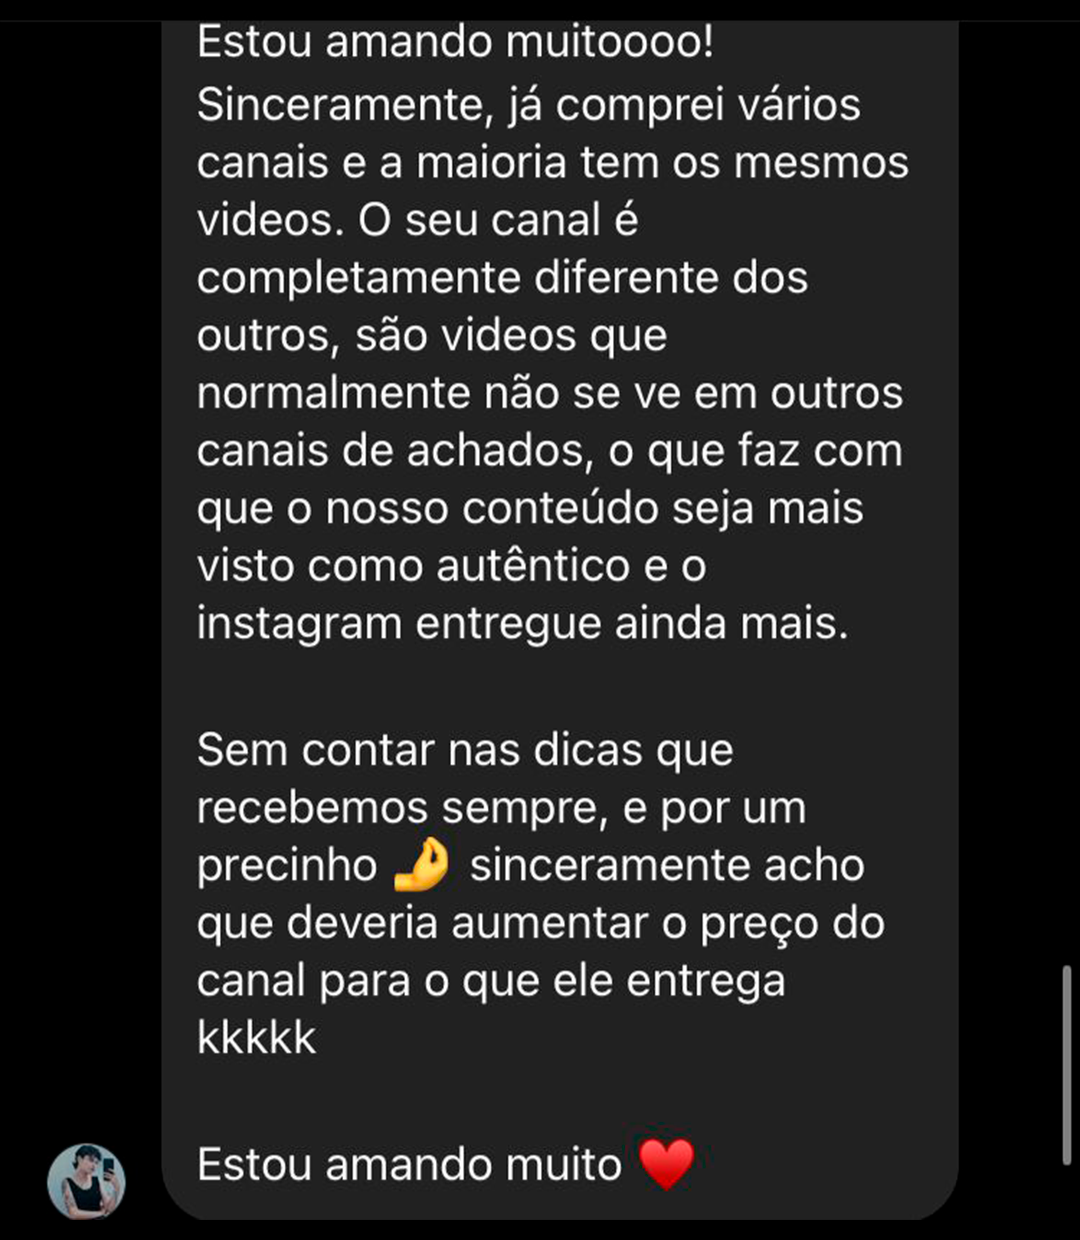 Estou amando muitoooo!
Sinceramente, já comprei vários
canais e a maioria tem os mesmos
videos. O seu canal é
completamente diferente dos
outros, são videos que
normalmente não se ve em outros
canais de achados, o que faz com
que o nosso conteúdo seja mais
visto como autêntico e o
instagram entregue ainda mais.
Sem contar nas dicas que
recebemos sempre, e por um
precinho 🤌 sinceramente acho
que deveria aumentar o preço do
canal para o que ele entrega
kkkkk
Estou amando muito ♥️